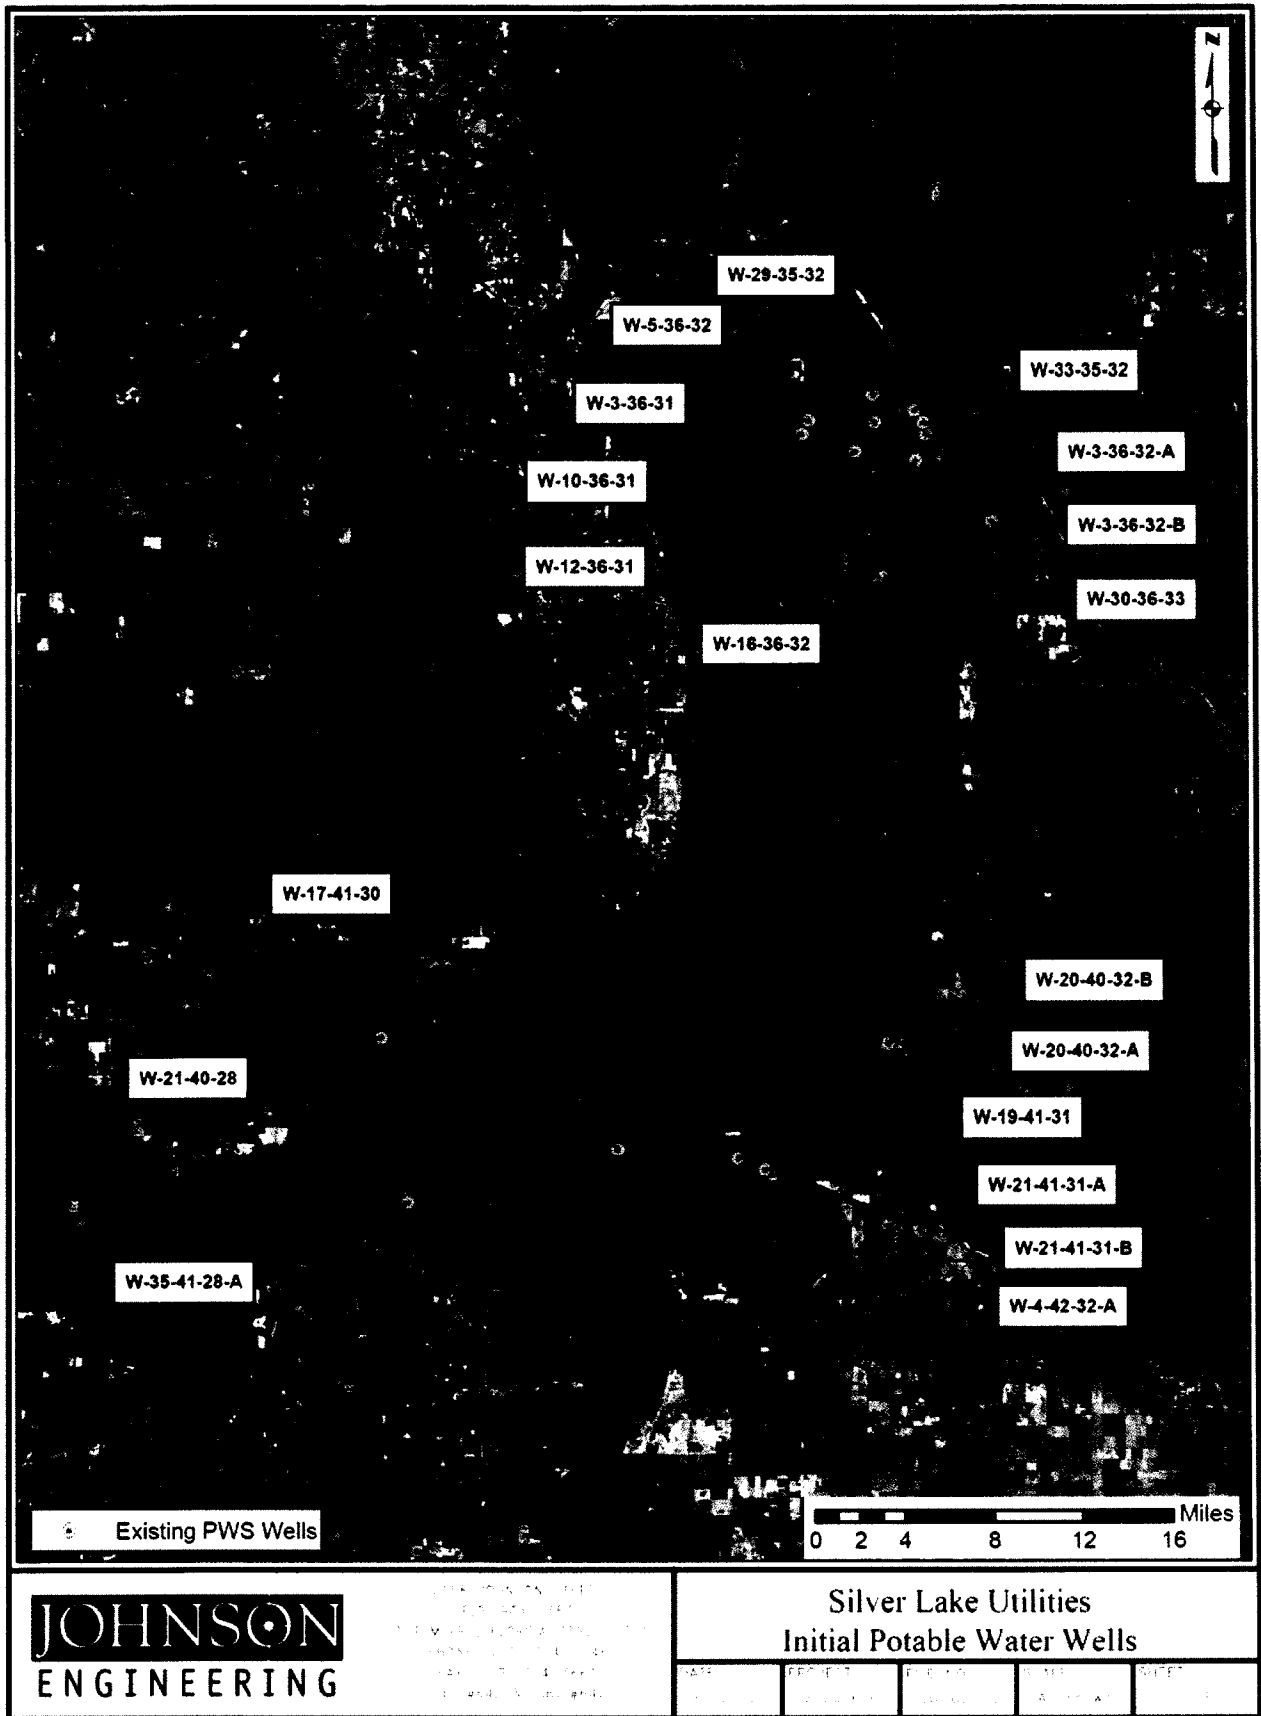 N
W-29-35-32
W-5-36-32
W-33-35-32
W-3-36-31
W-3-36-32-A
W-10-36-31
W-3-36-32-B
W-12-36-31
W-30-36-33
W-16-36-32
W-17-41-30
W-20-40-32-B
W-20-40-32-A
W-21-40-28
W-19-41-31
W-21-41-31-A
W-21-41-31-B
W-35-41-28-A
W-4-42-32-A
Existing PWS Wells
Miles
0 2 4 8 12 16
JOHNSON
ENGINEERING
Silver Lake Utilities
Initial Potable Water Wells
DATE PROJECT SHEET